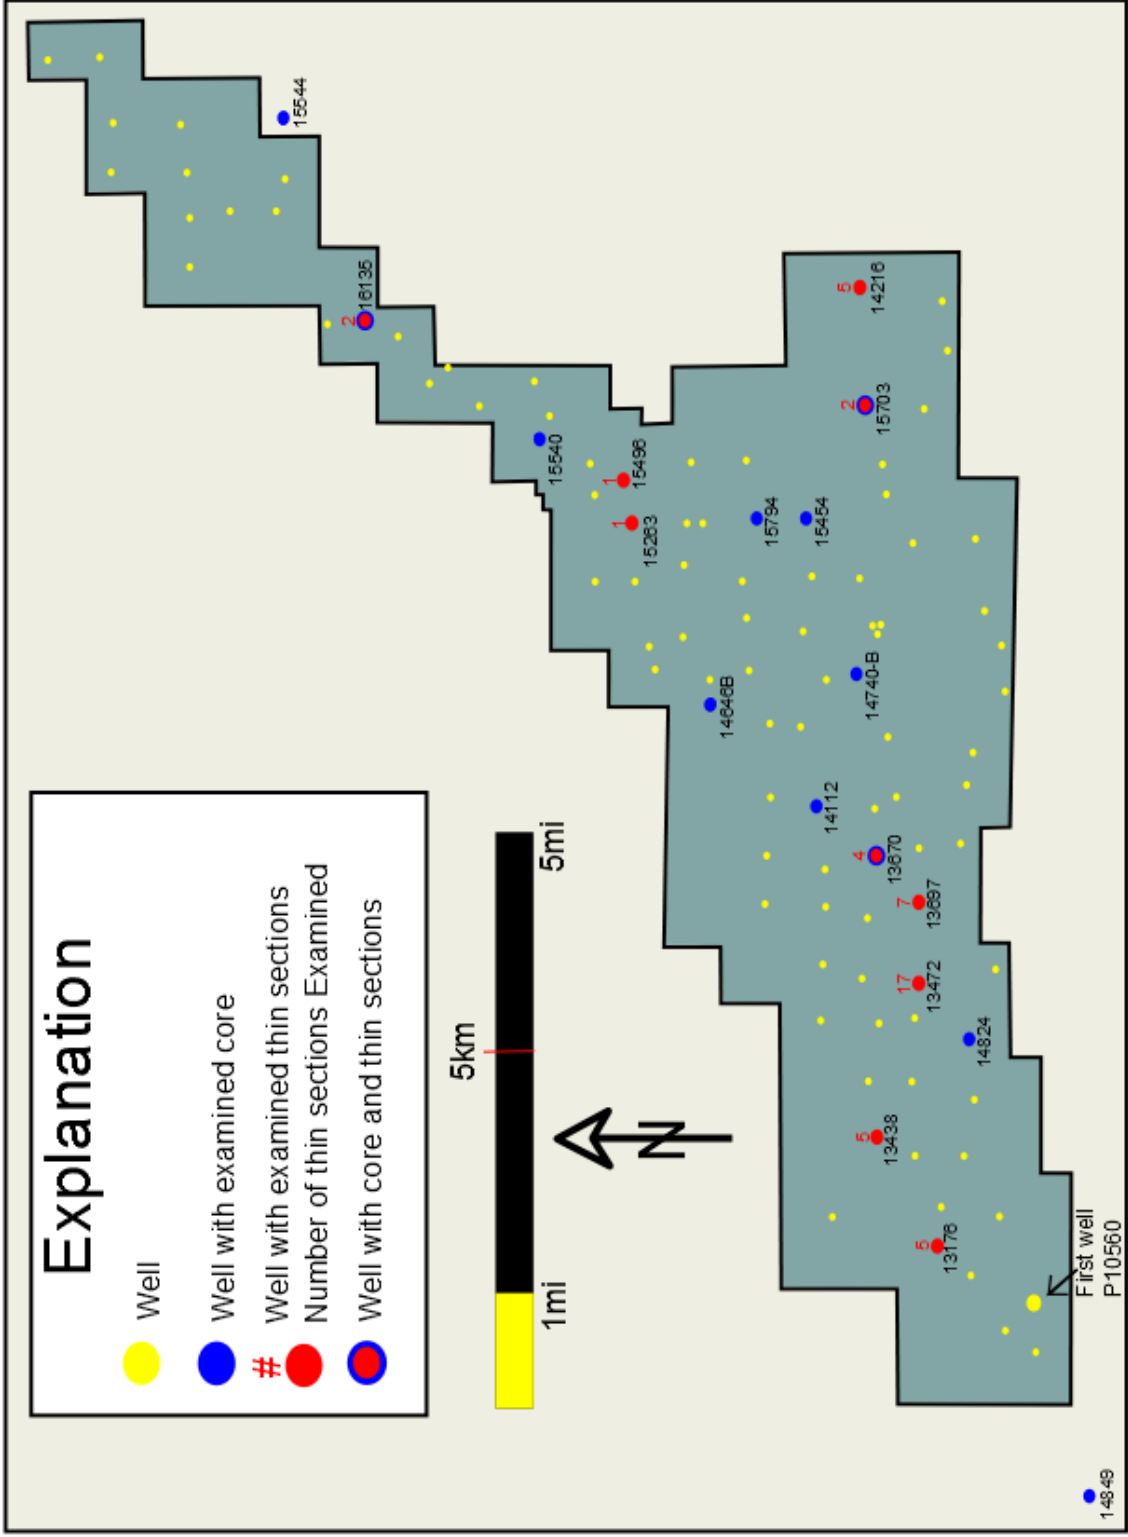 Explanation
Well
Well with examined core
#
Well with examined thin sections
Number of thin sections Examined
Well with core and thin sections
5km
1mi
5mi
N
15544
2
16135
15540
1
15496
1
15263
5
14216
2
15703
15794
15454
14646B
14740-B
14112
4
13670
7
13697
17
13472
14824
5
13438
5
13176
First well
P10560
14849